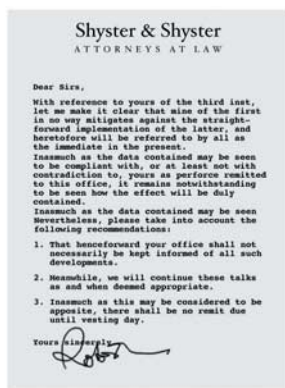 Shyster & Shyster
ATTORNEYS AT LAW
Dear Sirs,
With reference to yours of the third inst,
let me make it clear that mine of the first
in no way mitigates against the straight-
forward implementation of the latter, and
heretofore will be referred to by all as
the immediate in the present.
Inasmuch as the data contained may be seen
to be compliant with, or at least not with
contradiction to, yours as perforce remitted
to this office, it remains notwithstanding
to be seen how the effect will be duly
contained.
Inasmuch as the data contained may be seen
Nevertheless, please take into account the
following recommendations:
1. That henceforward your office shall not
necessarily be kept informed of all such
developments.
2. Meanwhile, we will continue these talks
as and when deemed appropriate.
3. Inasmuch as this may be considered to be
apposite, there shall be no remit due
until vesting day.
Yours sincerely